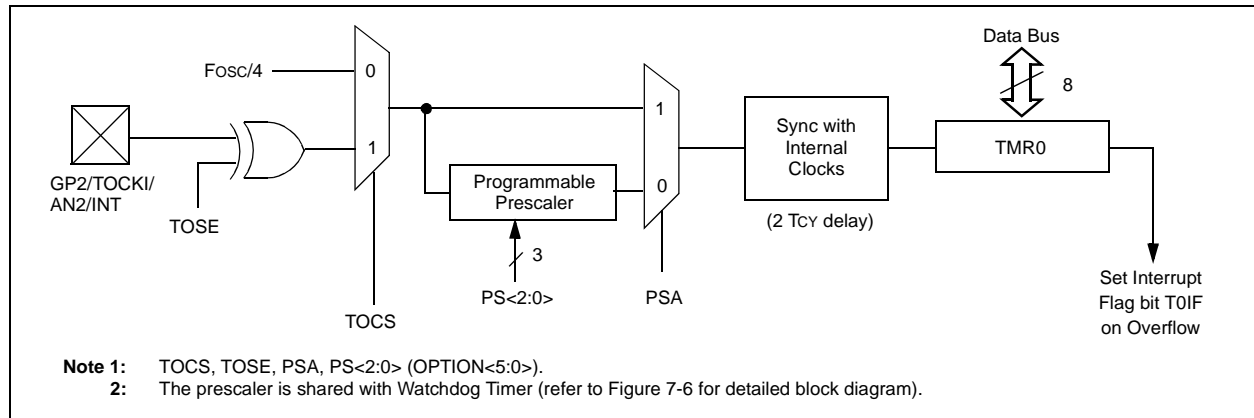 Data Bus
FOSC/4
0
8
1
1
Sync with
Internal
Clocks
TMR0
Programmable
Prescaler
0
GP2/TOCKI/
AN2/INT
TOSE
(2 TCY delay)
3
PS<2:0>
PSA
TOCS
Set Interrupt
Flag bit T0IF
on Overflow
Note 1: TOCS, TOSE, PSA, PS<2:0> (OPTION<5:0>).
2: The prescaler is shared with Watchdog Timer (refer to Figure 7-6 for detailed block diagram).